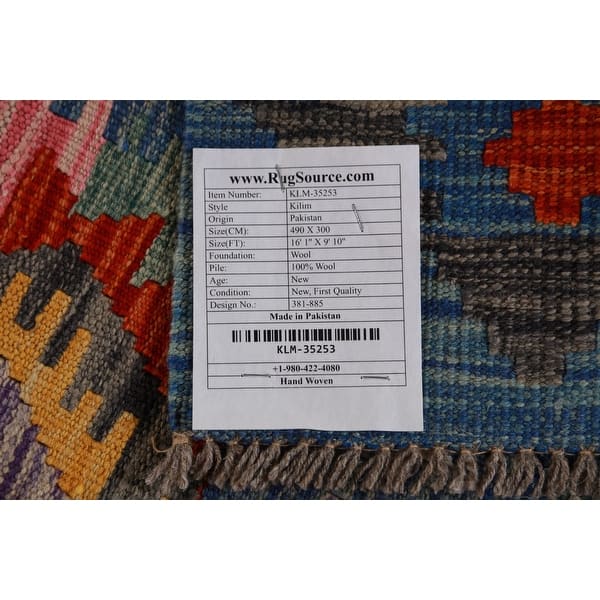 www.RugSource.com
Item Number: KLM-35253
Style Kilim
Origin Pakistan
Size(CM): 490 X 300
Size(FT): 16' 1" X 9' 10"
Foundation: Wool
Pile: 100% Wool
Age: New
Condition: New, First Quality
Design No.: 381-885
Made in Pakistan
KLM-35253
+1-980-422-4080
Hand Woven